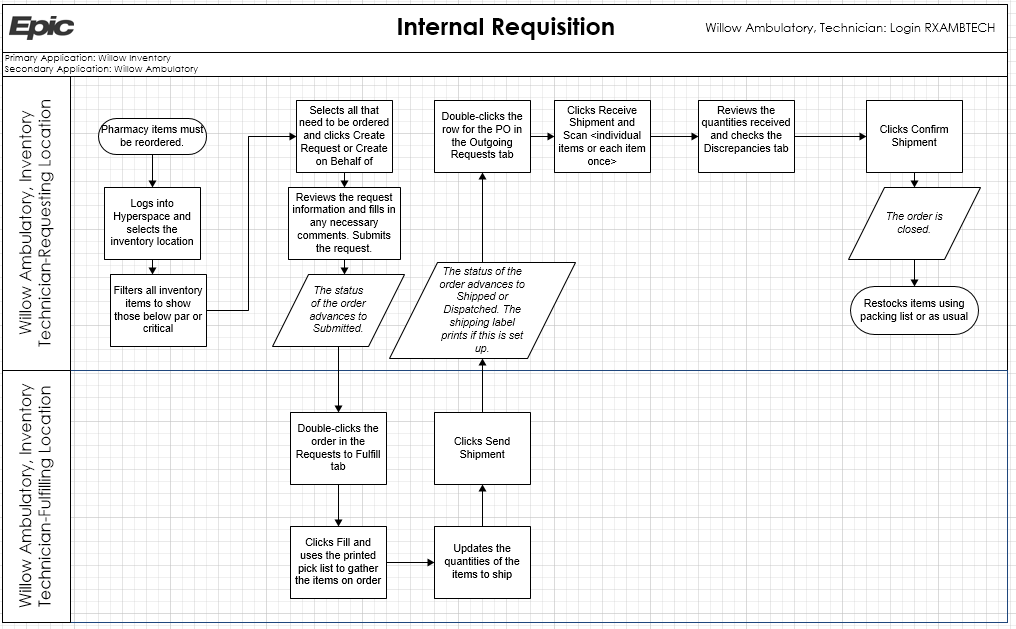 Epic
Internal Requisition
Willow Ambulatory, Technician: Login RXAMBTECH
Primary Application: Willow Inventory
Secondary Application: Willow Ambulatory
Willow Ambulatory, Inventory
Technician-Requesting Location
Pharmacy items must
be reordered.
Logs into
Hyperspace and
selects the
inventory location
Filters all inventory
items to show
those below par or
critical
Selects all that
need to be ordered
and clicks Create
Request or Create
on Behalf of
Reviews the request
information and fills in
any necessary
comments. Submits
the request.
The status
of the order
advances to
Submitted.
Willow Ambulatory, Inventory
Technician-Fulfilling Location
Double-clicks the
order in the
Requests to Fulfill
tab
Clicks Fill and
uses the printed
pick list to gather
the items on order
Updates the
quantities of the
items to ship
Clicks Send
Shipment
The status of the
order advances to
Shipped or
Dispatched. The
shipping label
prints if this is set
up.
Double-clicks the
row for the PO in
the Outgoing
Requests tab
Clicks Receive
Shipment and
Scan <individual
items or each item
once>
Reviews the
quantities received
and checks the
Discrepancies tab
Clicks Confirm
Shipment
The order is
closed.
Restocks items using
packing list or as usual